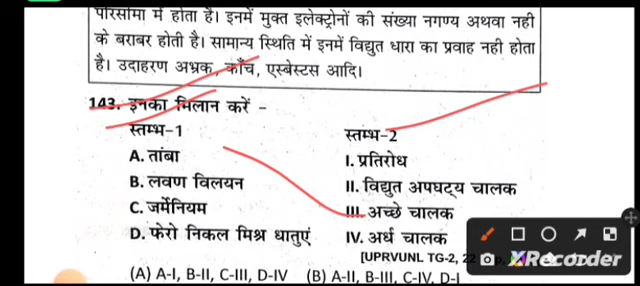 परिसीमा में होता है। इनमें मुक्त इलेक्ट्रोनों की संख्या नगण्य अथवा नही
के बराबर होती है। सामान्य स्थिति में इनमें विद्युत धारा का प्रवाह नही होता
है। उदाहरण अभ्रक, काँच, एस्बेस्टस आदि।
143. इनका मिलान करें –
स्तम्भ-1 स्तम्भ-2
A. तांबा I. प्रतिरोध
B. लवण विलयन II. विद्युत अपघट्य चालक
C. जर्मेनियम III. अच्छे चालक
D. फेरो निकल मिश्र धातुएं IV. अर्ध चालक
[UPRVUNL TG-2, 22
XRecorder
(A) A-I, B-II, C-III, D-IV (B) A-II, B-III, C-IV, D-I